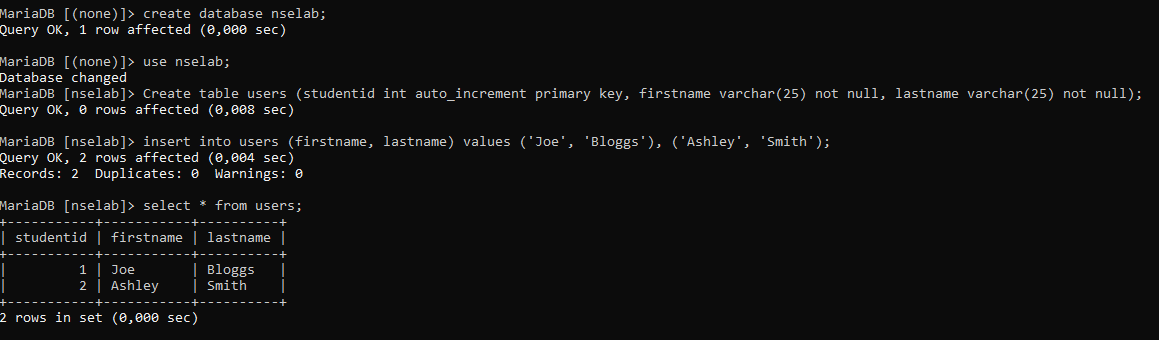 MariaDB [(none)]> create database nselab;
Query OK, 1 row affected (0,000 sec)

MariaDB [(none)]> use nselab;
Database changed
MariaDB [nselab]> Create table users (studentid int auto_increment primary key, firstname varchar(25) not null, lastname varchar(25) not null);
Query OK, 0 rows affected (0,008 sec)

MariaDB [nselab]> insert into users (firstname, lastname) values ('Joe', 'Bloggs'), ('Ashley', 'Smith');
Query OK, 2 rows affected (0,004 sec)
Records: 2  Duplicates: 0  Warnings: 0

MariaDB [nselab]> select * from users;
+-----------+-----------+----------+
| studentid | firstname | lastname |
+-----------+-----------+----------+
|         1 | Joe       | Bloggs   |
|         2 | Ashley    | Smith    |
+-----------+-----------+----------+
2 rows in set (0,000 sec)